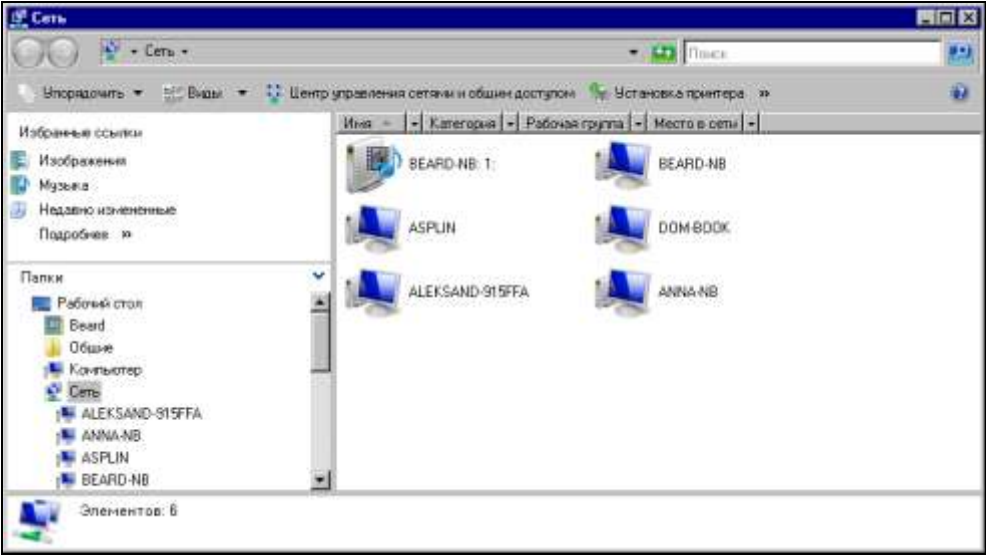 Сеть
Сеть
Поиск
Упорядочить Виды Центр управления сетями и общим доступом Установка принтера »
Избранные ссылки
Изображения
Музыка
Недавно измененные
Подробнее »
Папки
Рабочий стол
Beard
Общие
Компьютер
Сеть
ALEKSAND-915FFA
ANNA-NB
ASPLIN
BEARD-NB
Имя Категория Рабочая группа Место в сети
BEARD-NB: 1: BEARD-NB
ASPLIN DOM-BOOK
ALEKSAND-915FFA ANNA-NB
Элементов: 6